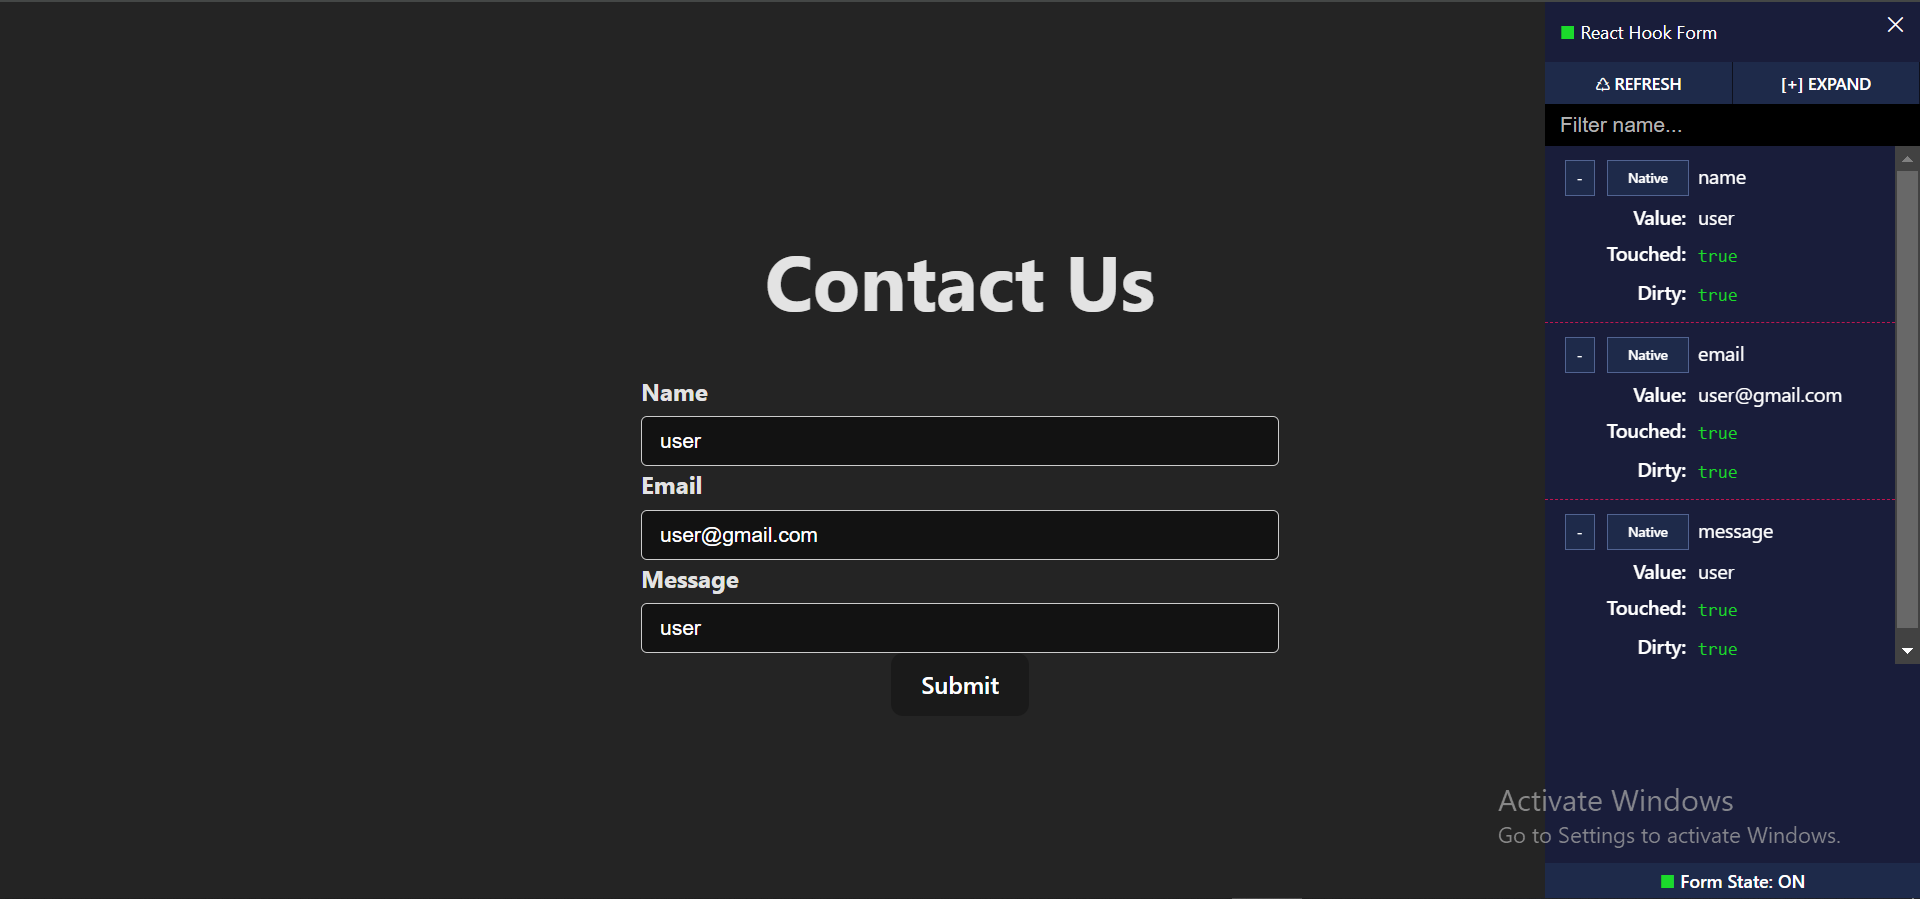 Contact Us
Name
user
Email
user@gmail.com
Message
user
Submit
React Hook Form
REFRESH
[+] EXPAND
Filter name...
- Native name
Value: user
Touched: true
Dirty: true
- Native email
Value: user@gmail.com
Touched: true
Dirty: true
- Native message
Value: user
Touched: true
Dirty: true
Activate Windows
Go to Settings to activate Windows.
Form State: ON